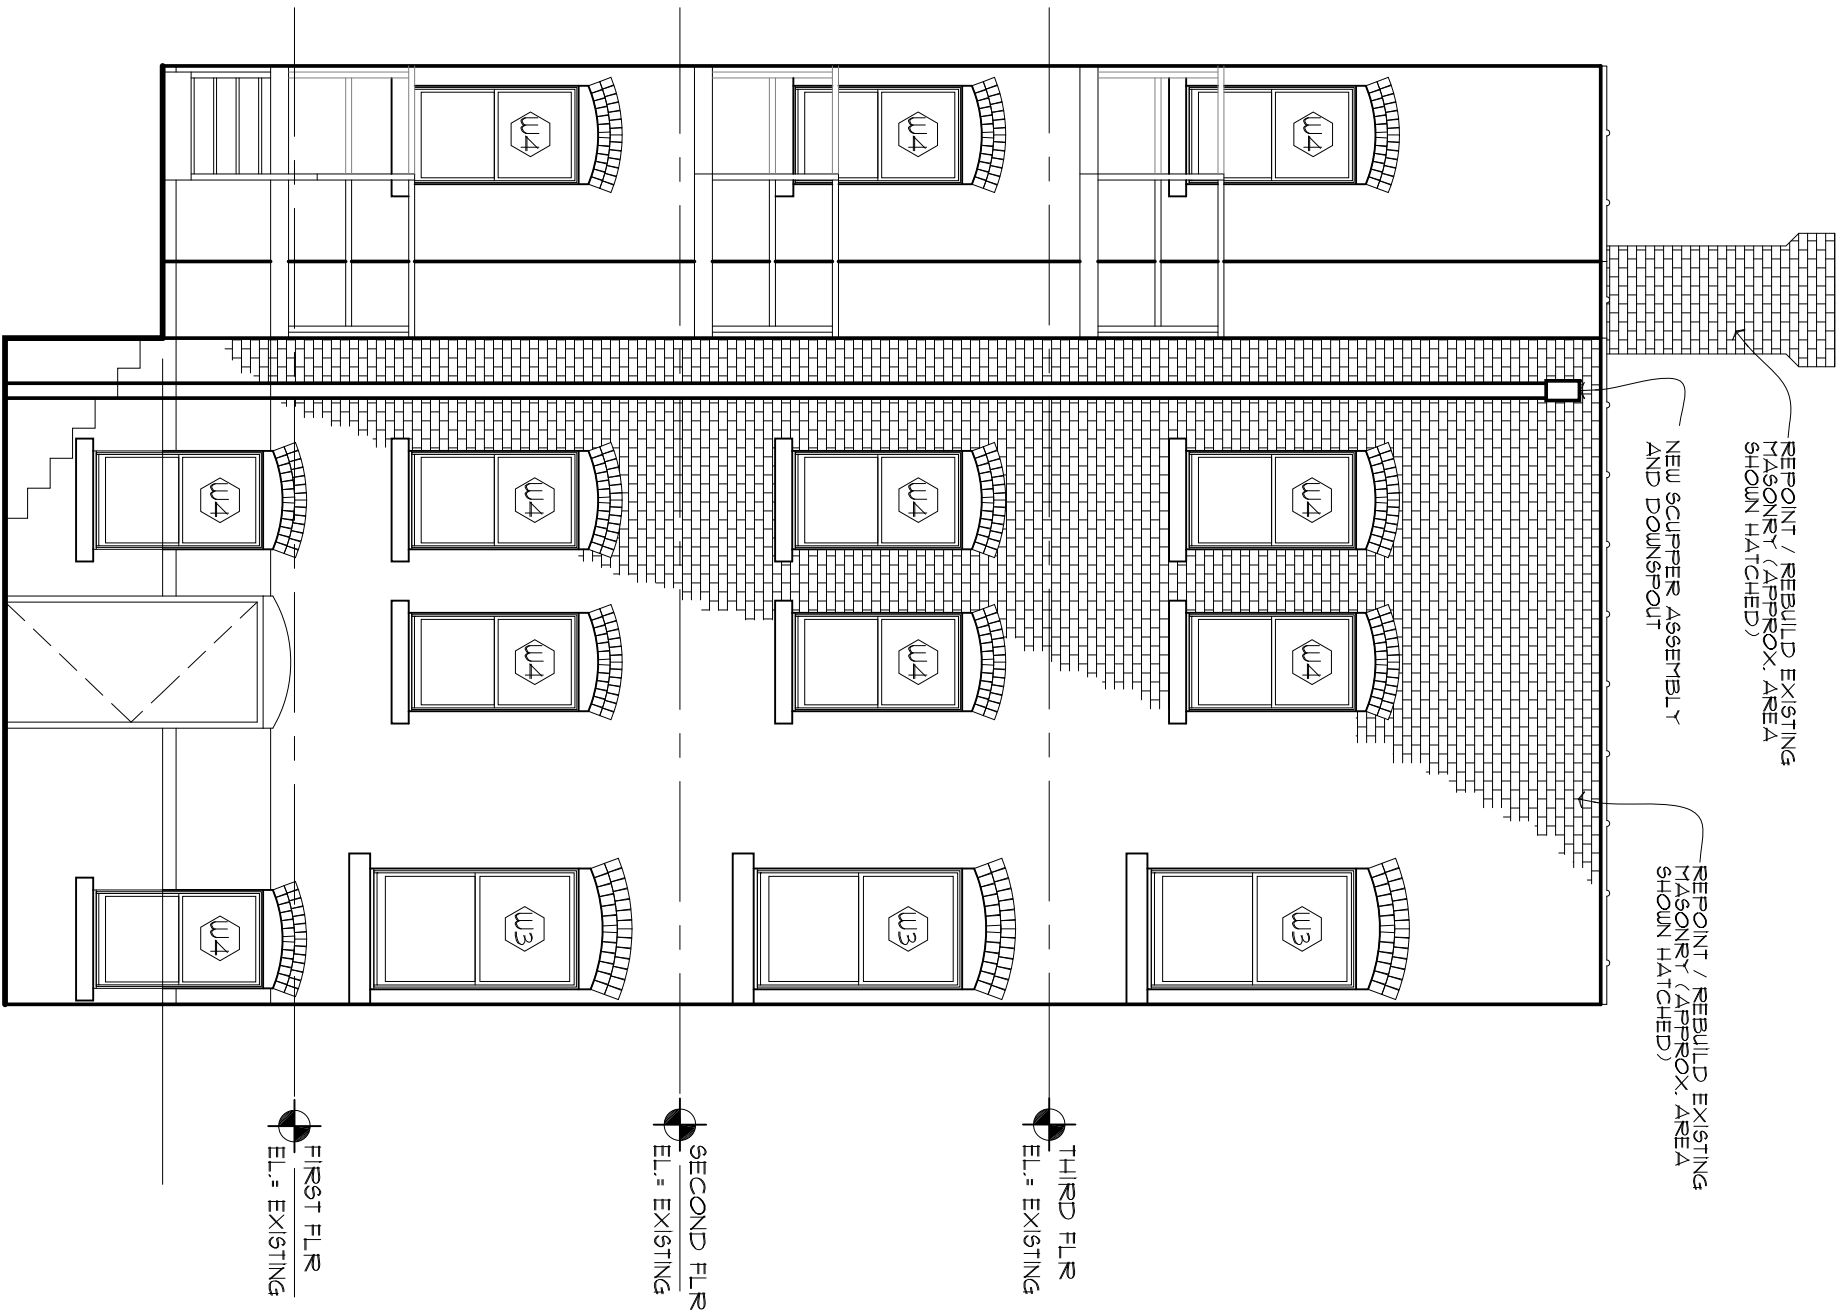 REPOINT / REBUILD EXISTING
MASONRY (APPROX. AREA
SHOWN HATCHED)
NEW SCUPPER ASSEMBLY
AND DOWNSPOUT
REPOINT / REBUILD EXISTING
MASONRY (APPROX. AREA
SHOWN HATCHED)
W4
W4
W4
W3
THIRD FLR
EL.= EXISTING
W4
W4
W4
W3
SECOND FLR
EL.= EXISTING
W4
W4
W4
W3
FIRST FLR
EL.= EXISTING
W4
W4